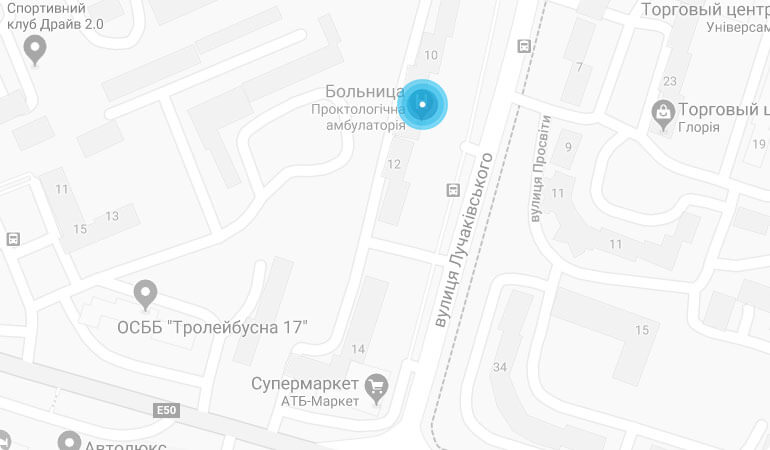 Спортивний
клуб Драйв 2.0
Торговый центр
Універсам
10
7
23
Больница
Проктологічна
амбулаторія
Торговый ц
Глорія
9
19
12
11
13
15
11
11
вулиця Просвіти
вулиця Лучаківського
ОСББ "Тролейбусна 17"
15
14
34
Супермаркет
АТБ-Маркет
E50
Автолюкс